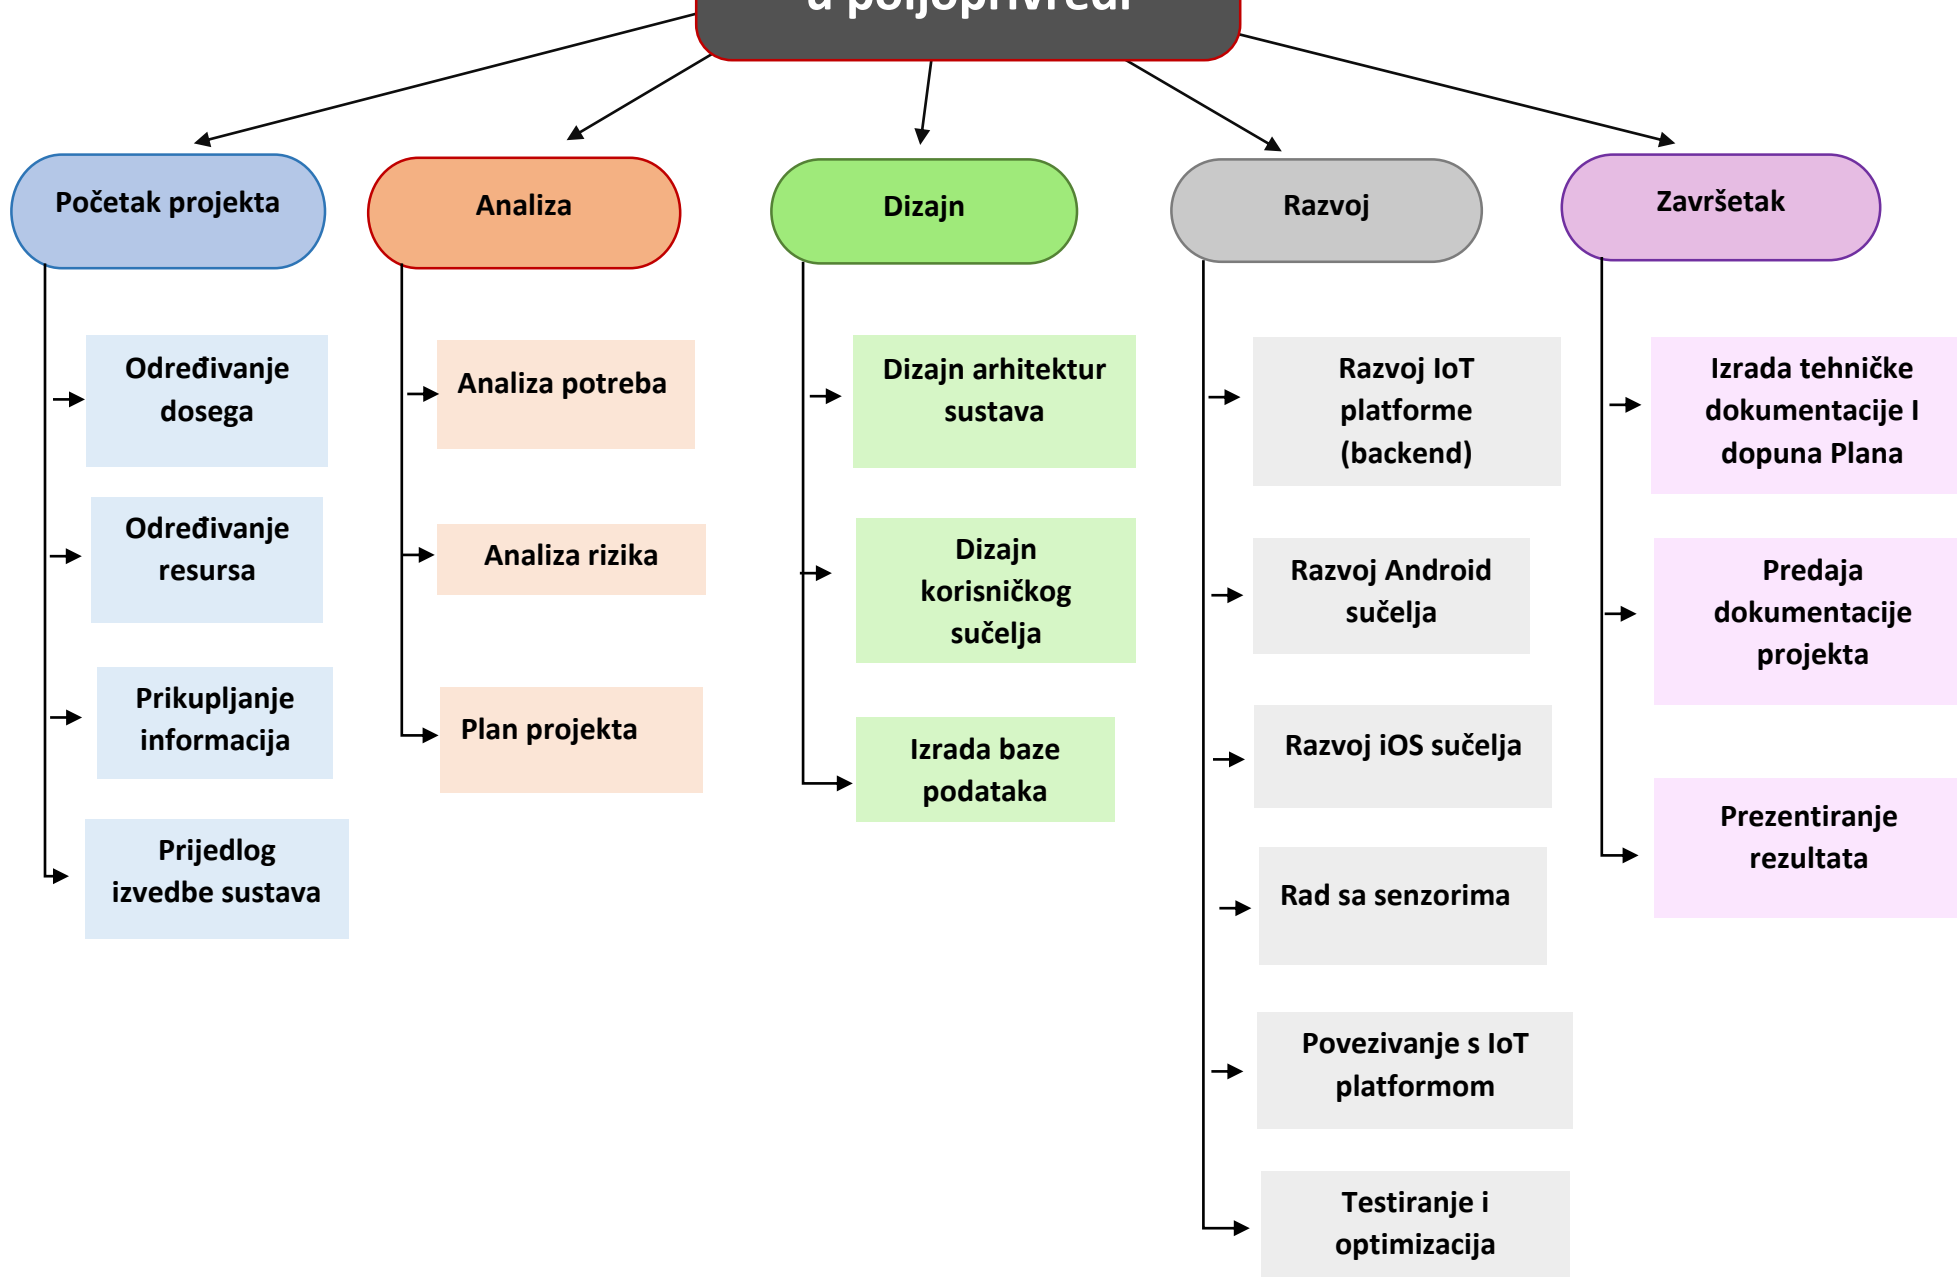 u poljoprivredi
Početak projekta
Analiza
Dizajn
Razvoj
Završetak
Određivanje
dosega
Određivanje
resursa
Prikupljanje
informacija
Prijedlog
izvedbe sustava
Analiza potreba
Analiza rizika
Plan projekta
Dizajn arhitektur
sustava
Dizajn
korisničkog
sučelja
Izrada baze
podataka
Razvoj IoT
platforme
(backend)
Razvoj Android
sučelja
Razvoj iOS sučelja
Rad sa senzorima
Povezivanje s IoT
platformom
Testiranje i
optimizacija
Izrada tehničke
dokumentacije I
dopuna Plana
Predaja
dokumentacije
projekta
Prezentiranje
rezultata